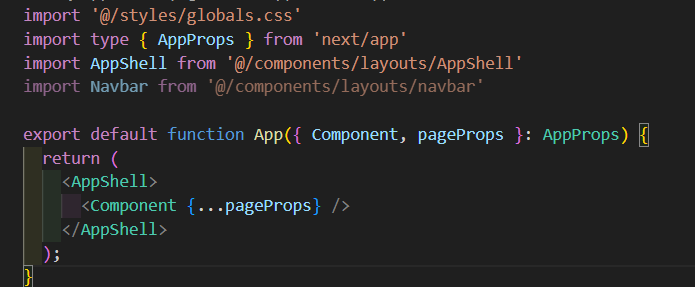 import '@/styles/globals.css'
import type { AppProps } from 'next/app'
import AppShell from '@/components/layouts/AppShell'
import Navbar from '@/components/layouts/navbar'
export default function App({ Component, pageProps }: AppProps) {
return (
<AppShell>
<Component {...pageProps} />
</AppShell>
);
}